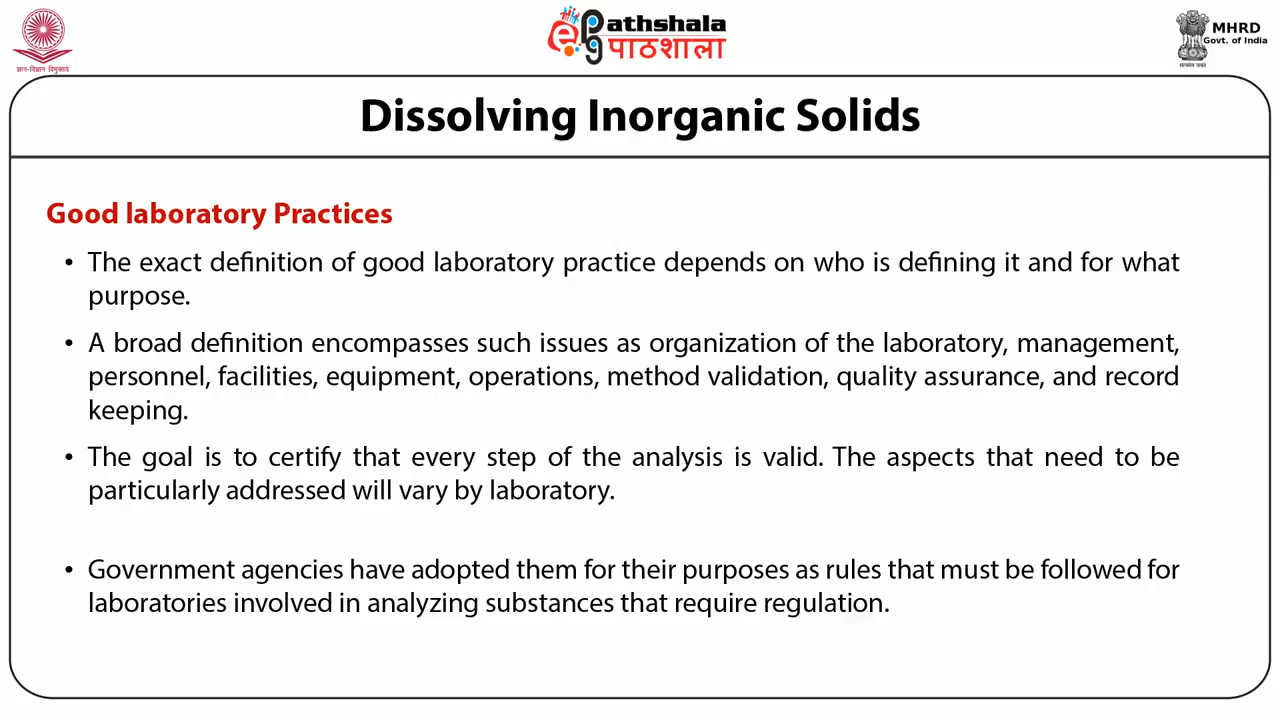 ज्ञान-विज्ञान विमुक्तये
ePathshala
पाठशाला
MHRD
Govt. of India
सत्यमेव जयते
Dissolving Inorganic Solids
Good laboratory Practices
• The exact definition of good laboratory practice depends on who is defining it and for what
purpose.
• A broad definition encompasses such issues as organization of the laboratory, management,
personnel, facilities, equipment, operations, method validation, quality assurance, and record
keeping.
• The goal is to certify that every step of the analysis is valid. The aspects that need to be
particularly addressed will vary by laboratory.
• Government agencies have adopted them for their purposes as rules that must be followed for
laboratories involved in analyzing substances that require regulation.